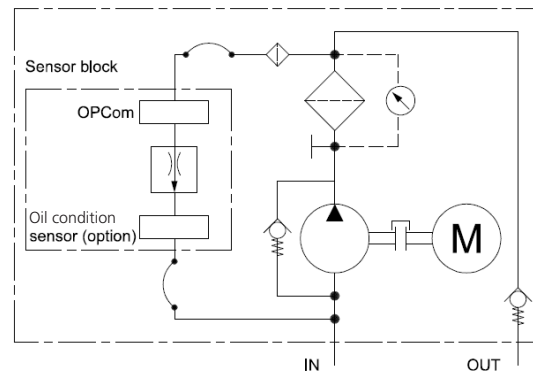 Sensor block
OPCom
Oil condition
sensor (option)
M
IN
OUT